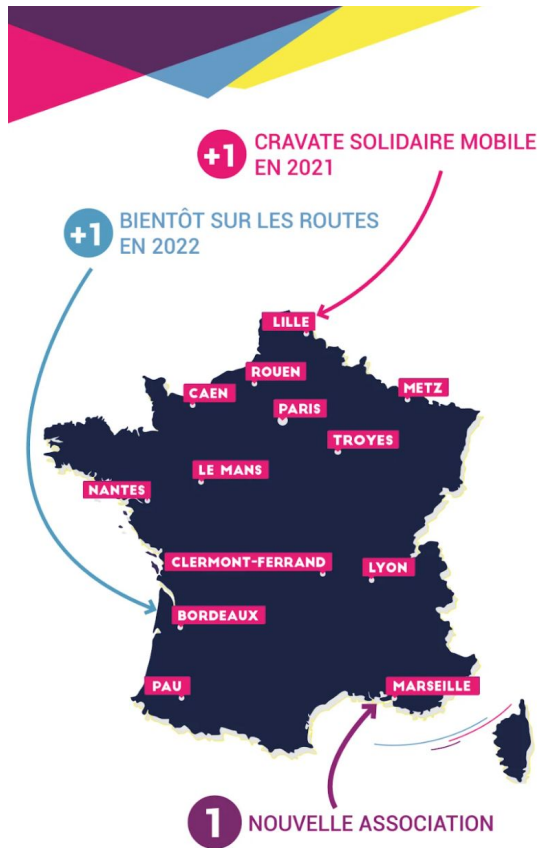 +1 CRAVATE SOLIDAIRE MOBILE
EN 2021
+1 BIENTÔT SUR LES ROUTES
EN 2022
LILLE
ROUEN
CAEN
METZ
PARIS
TROYES
LE MANS
NANTES
CLERMONT-FERRAND
LYON
BORDEAUX
PAU
MARSEILLE
1 NOUVELLE ASSOCIATION